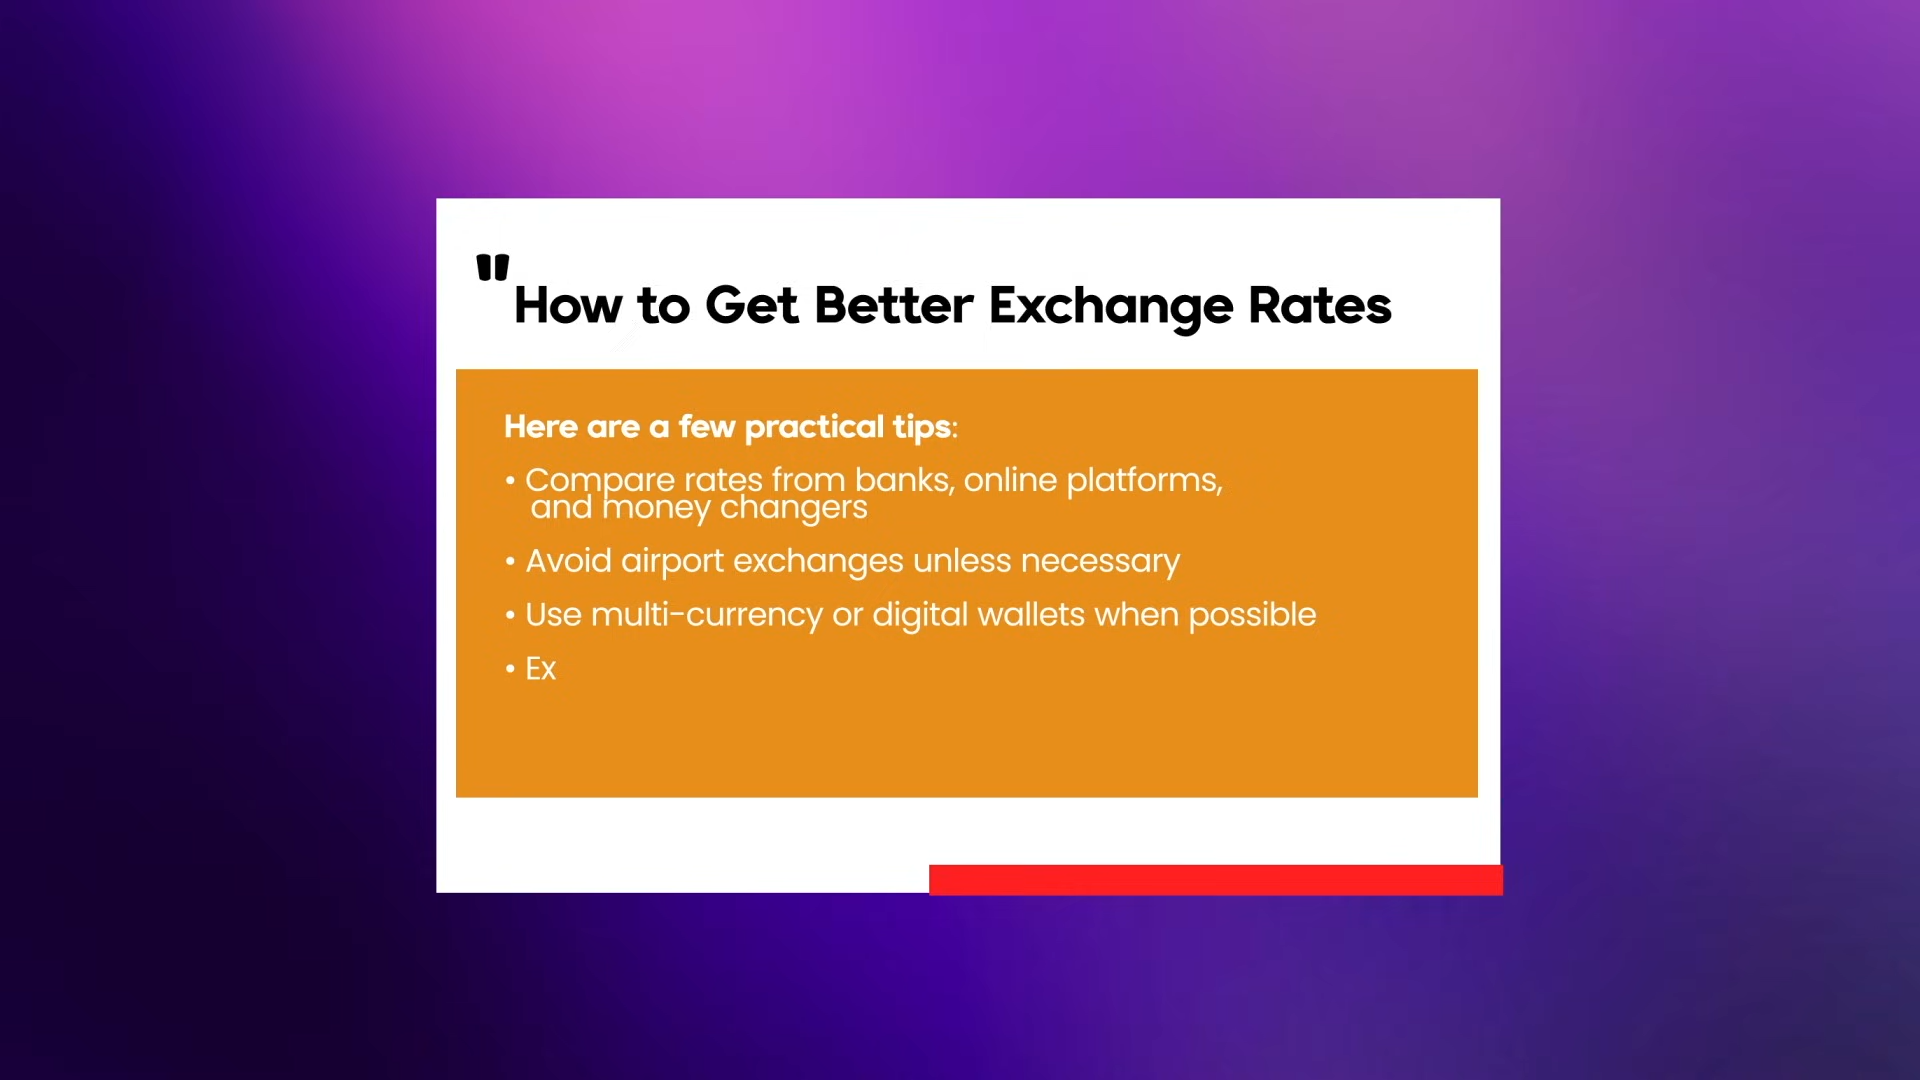 "How to Get Better Exchange Rates
Here are a few practical tips:
• Compare rates from banks, online platforms,
and money changers
• Avoid airport exchanges unless necessary
• Use multi-currency or digital wallets when possible
• Ex